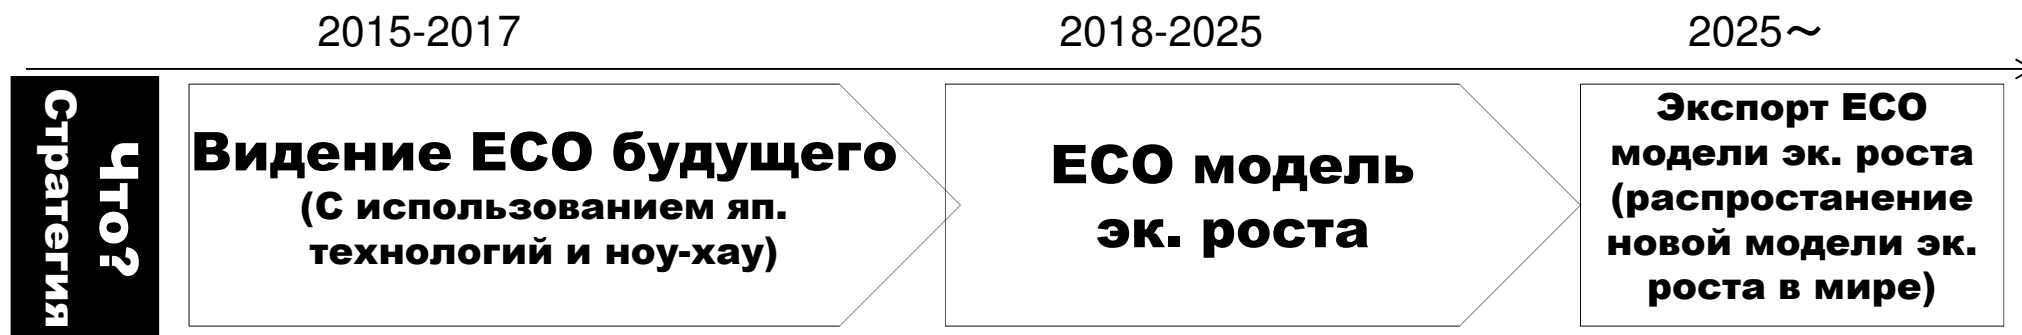 2015-2017
2018-2025
2025～
Что?
Стратегия
Видение ECO будущего
(С использованием яп.
технологий и ноу-хау)
ECO модель
эк. роста
Экспорт ECO
модели эк. роста
(распростанение
новой модели эк.
роста в мире)